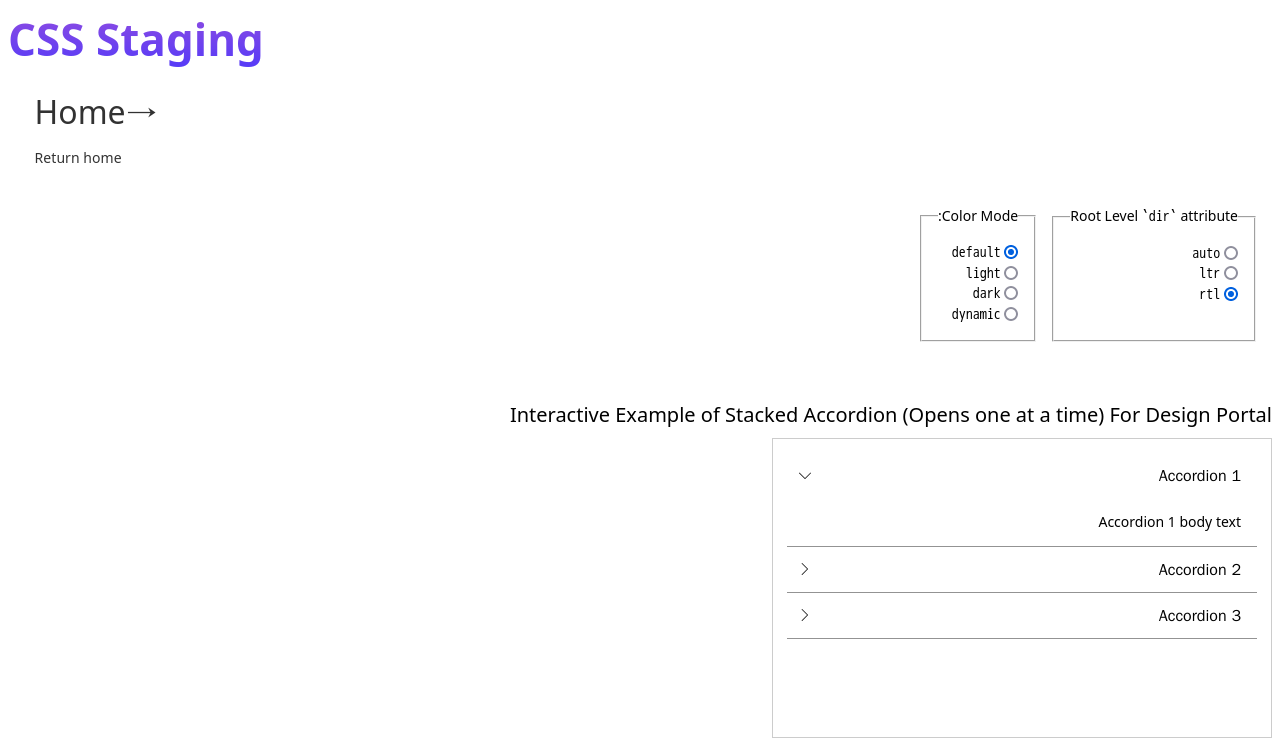 CSS Staging
Home→
Return home
Root Level `dir` attribute
auto
ltr
rtl
:Color Mode
default
light
dark
dynamic
Interactive Example of Stacked Accordion (Opens one at a time) For Design Portal
Accordion 1
Accordion 1 body text
Accordion 2
Accordion 3